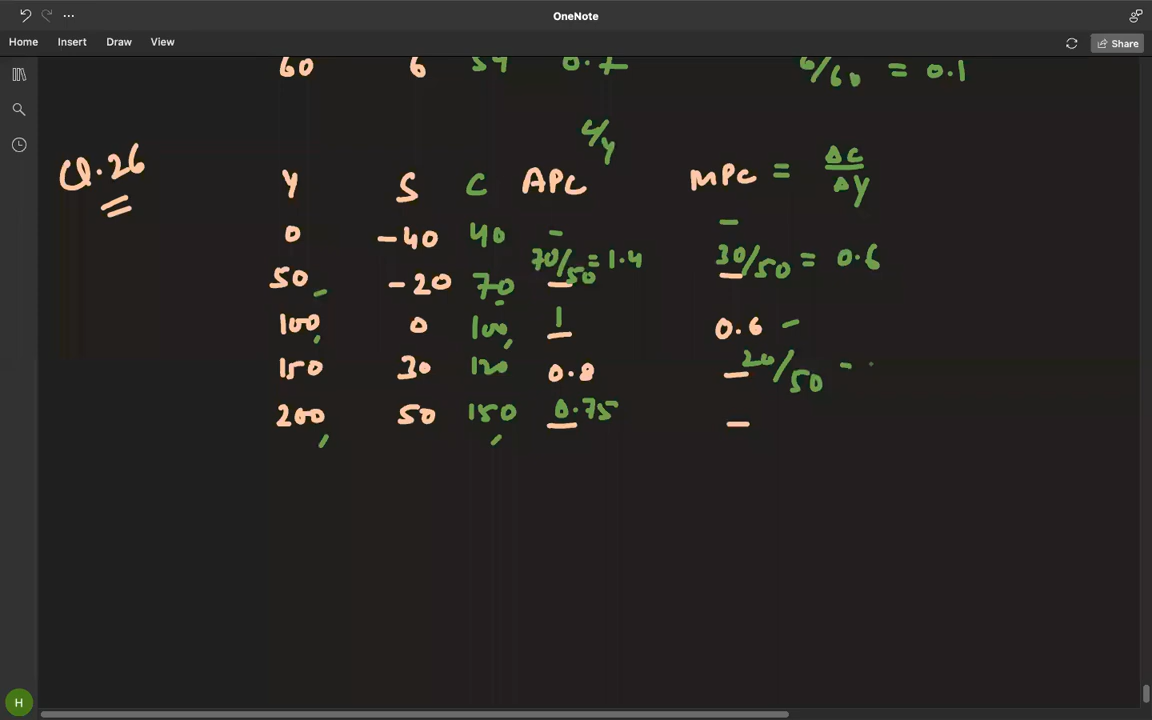 OneNote
Home Insert Draw View Share
60 6 54 0.1 6/60 = 0.1
C/Y
Q.26 Y S C APC MPC = ΔC/ΔY
0 -40 40 - -
50 -20 70 70/50 = 1.4 30/50 = 0.6
100 0 100 1 0.6
150 30 120 0.8 20/50 -
200 50 150 0.75
H